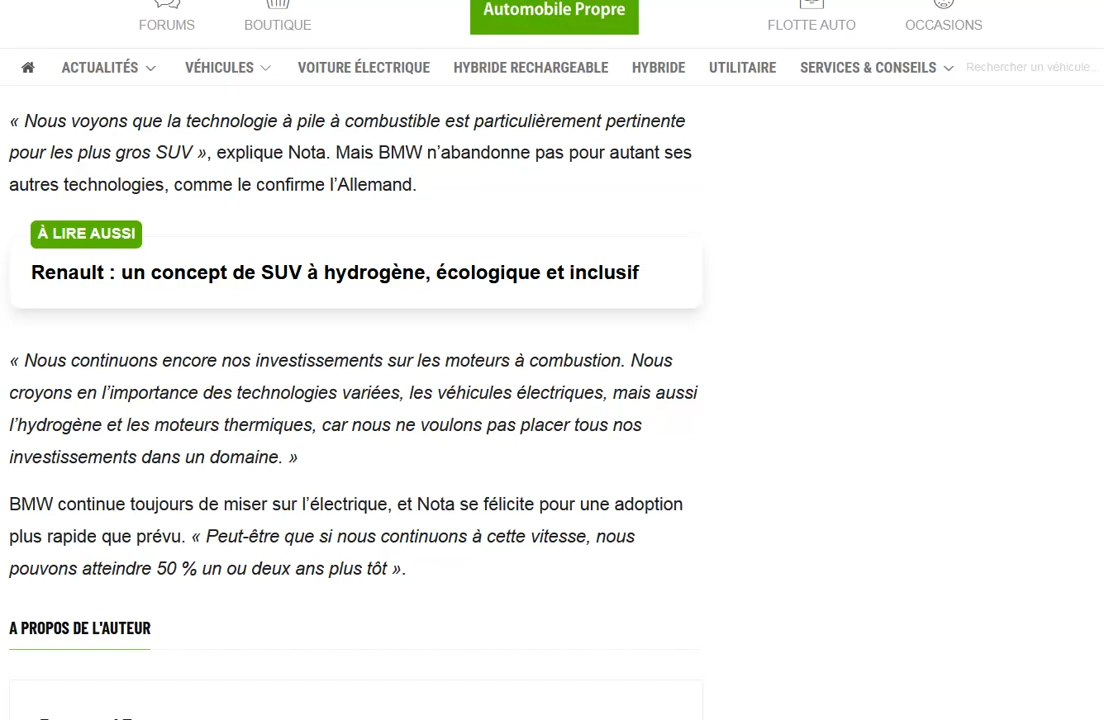 FORUMS
BOUTIQUE
Automobile Propre
FLOTTE AUTO
OCCASIONS
ACTUALITÉS
VÉHICULES
VOITURE ÉLECTRIQUE
HYBRIDE RECHARGEABLE
HYBRIDE
UTILITAIRE
SERVICES & CONSEILS
Rechercher un véhicule...
« Nous voyons que la technologie à pile à combustible est particulièrement pertinente
pour les plus gros SUV », explique Nota. Mais BMW n’abandonne pas pour autant ses
autres technologies, comme le confirme l’Allemand.
À LIRE AUSSI
Renault : un concept de SUV à hydrogène, écologique et inclusif
« Nous continuons encore nos investissements sur les moteurs à combustion. Nous
croyons en l’importance des technologies variées, les véhicules électriques, mais aussi
l’hydrogène et les moteurs thermiques, car nous ne voulons pas placer tous nos
investissements dans un domaine. »
BMW continue toujours de miser sur l’électrique, et Nota se félicite pour une adoption
plus rapide que prévu. « Peut-être que si nous continuons à cette vitesse, nous
pouvons atteindre 50 % un ou deux ans plus tôt ».
A PROPOS DE L'AUTEUR